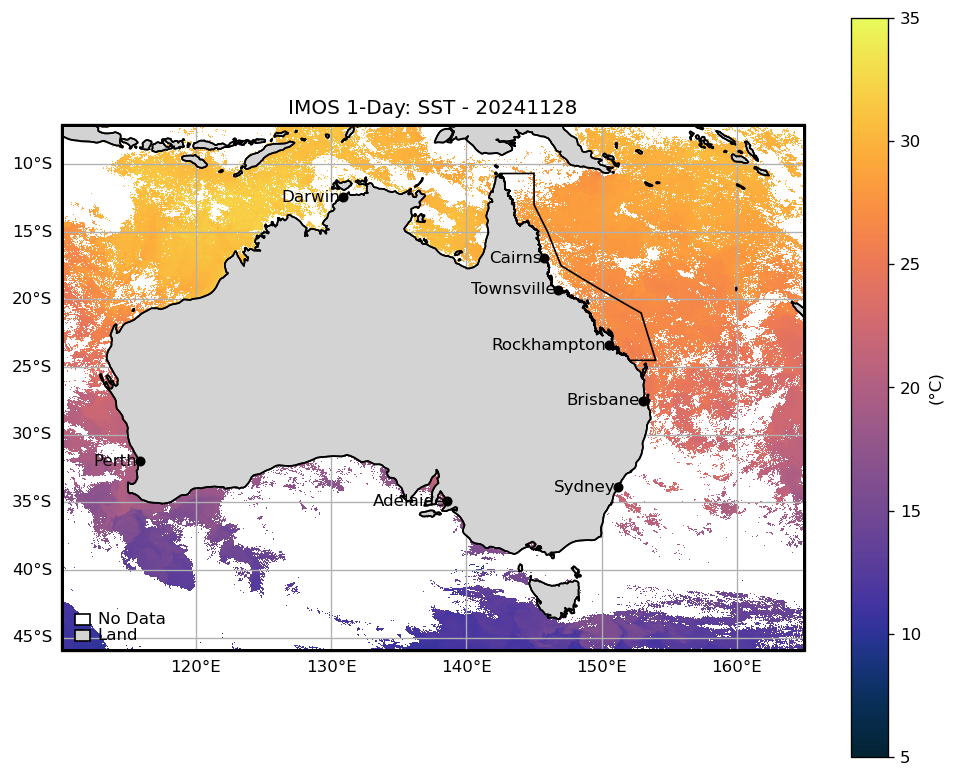 IMOS 1-Day: SST - 20241128
35
30
25
20
15
10
5
(°C)
10°S
15°S
20°S
25°S
30°S
35°S
40°S
45°S
Darwin
Cairns
Townsville
Rockhampton
Brisbane
Perth
Sydney
Adelaide
No Data
Land
120°E
130°E
140°E
150°E
160°E